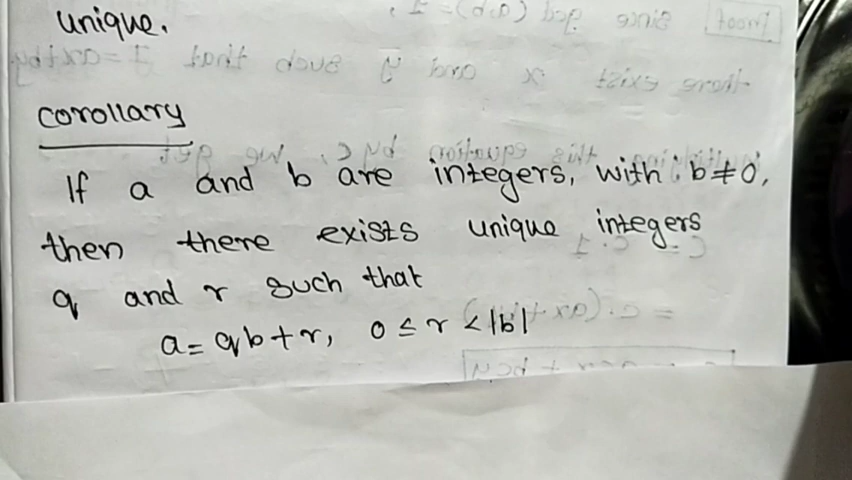 unique.
corollary
If a and b are integers, with b≠0,
then there exists unique integers
q and r such that
a = qb + r, 0 ≤ r < |b|